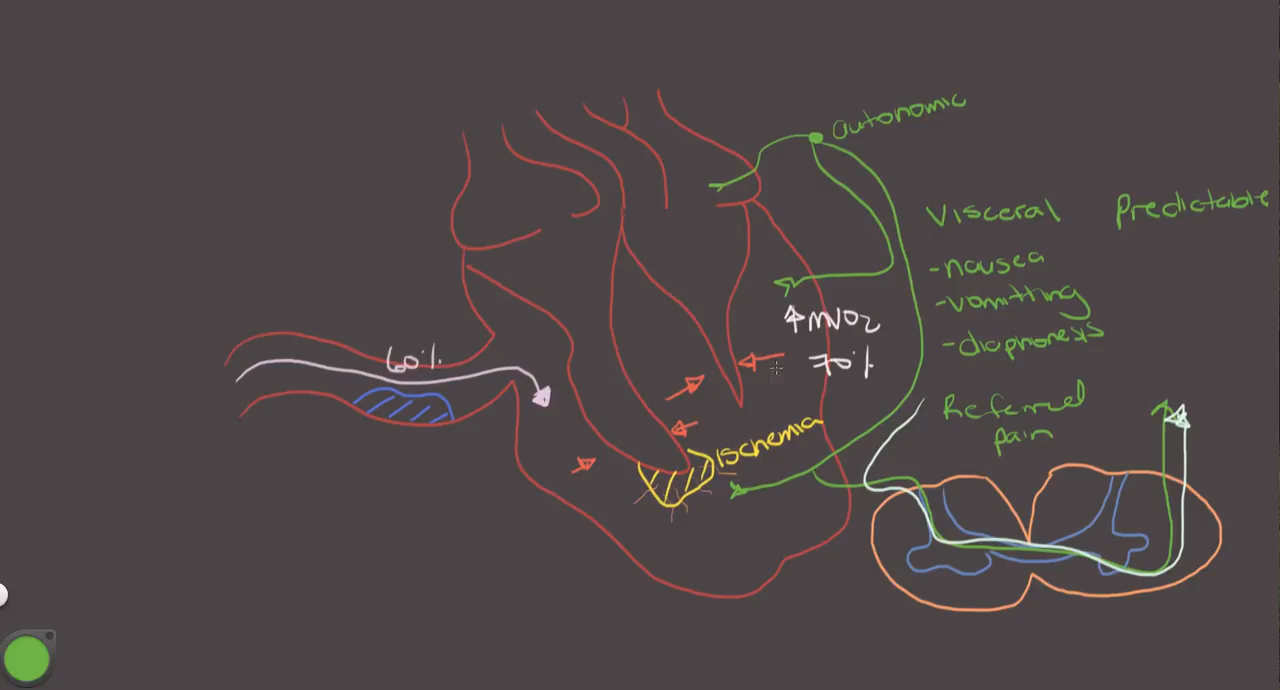 autonomic
Visceral Predictable
-nausea
-vomitting
-diaphoresis
↑MVO2
60%
70%
Referred
pain
Ischemia